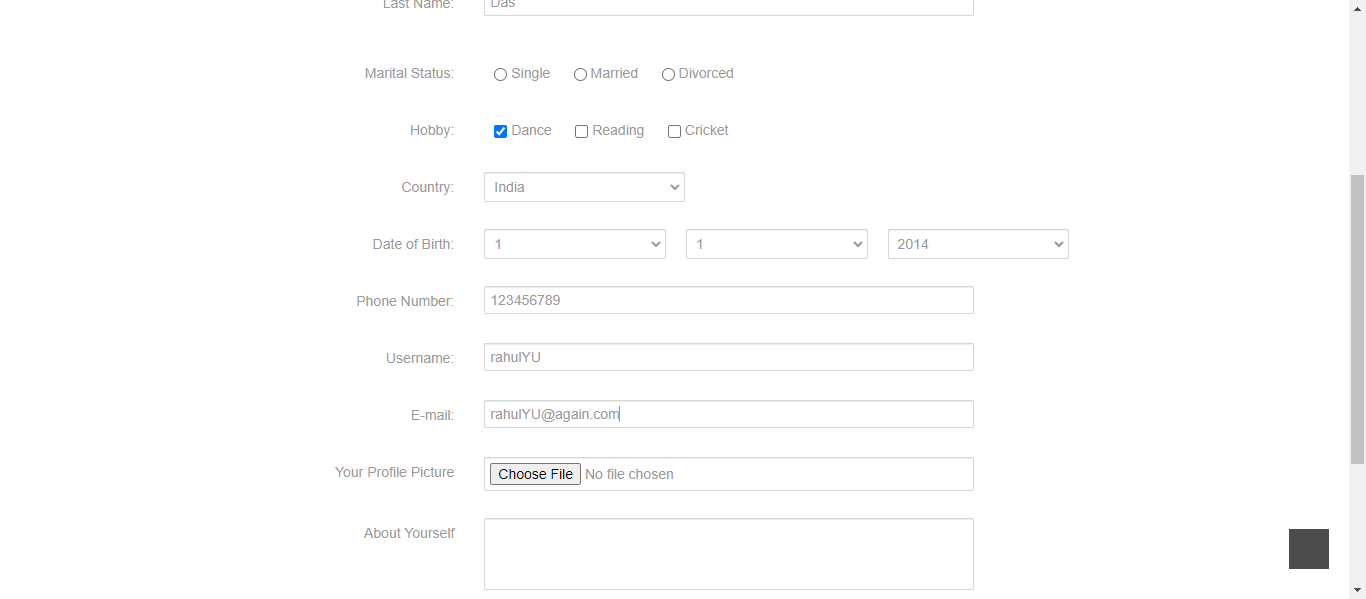 Last Name: Das
Marital Status: Single Married Divorced
Hobby: Dance Reading Cricket
Country: India
Date of Birth: 1 1 2014
Phone Number: 123456789
Username: rahulYU
E-mail: rahulYU@again.com
Your Profile Picture Choose File No file chosen
About Yourself